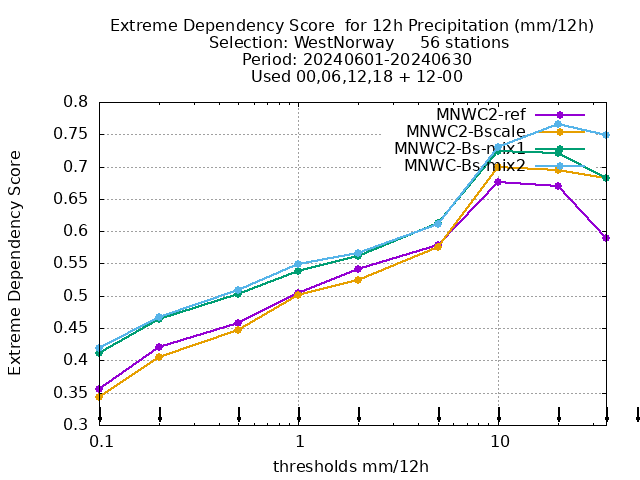 Extreme Dependency Score  for 12h Precipitation (mm/12h)
Selection: WestNorway     56 stations
Period: 20240601-20240630
Used 00,06,12,18 + 12-00
MNWC2-ref
MNWC2-Bscale
MNWC2-Bs-mix1
MNWC-Bs-mix2
Extreme Dependency Score
0.8
0.75
0.7
0.65
0.6
0.55
0.5
0.45
0.4
0.35
0.3
0.1 1 10
thresholds mm/12h